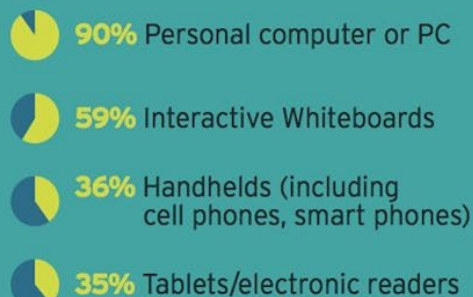 90% Personal computer or PC
59% Interactive Whiteboards
36% Handhelds (including
cell phones, smart phones)
35% Tablets/electronic readers